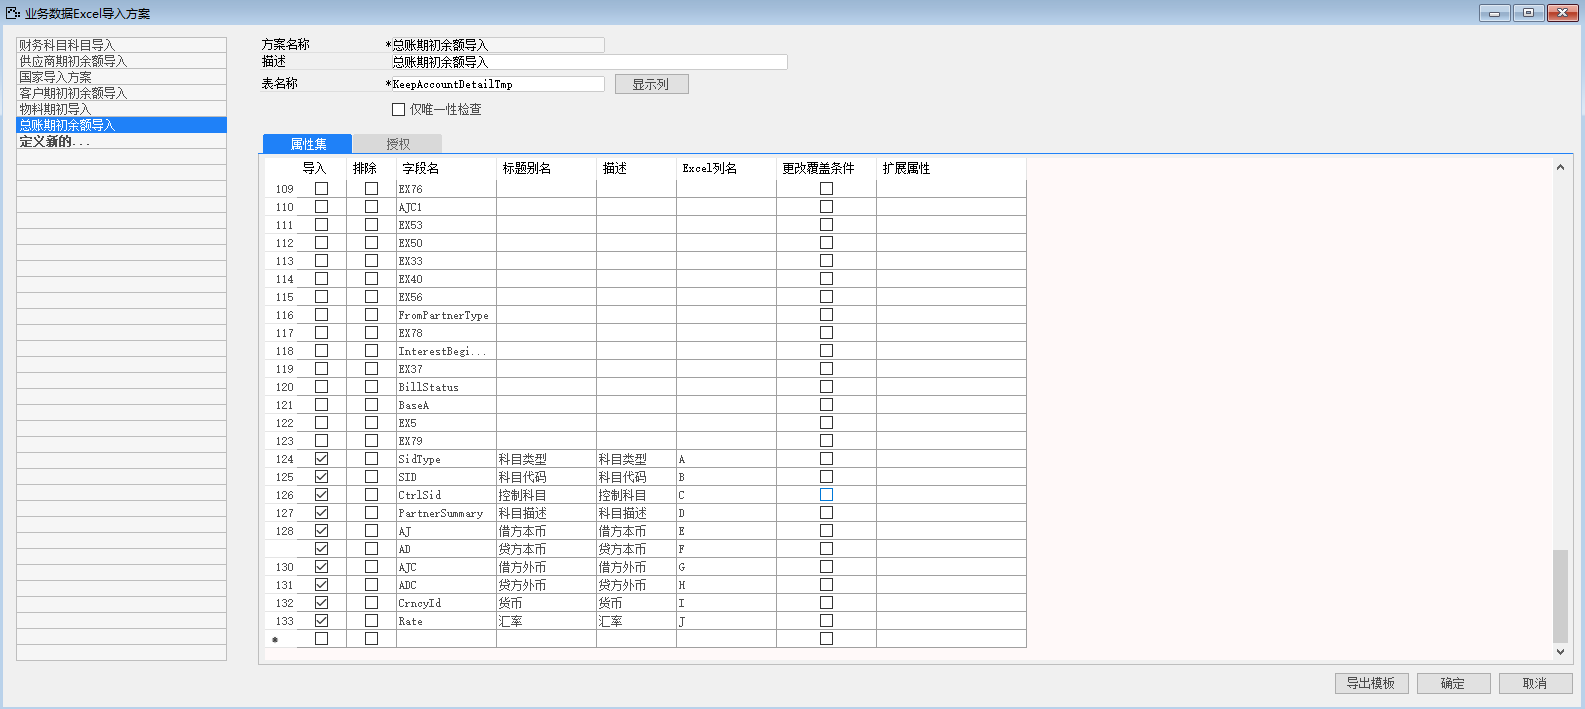 业务数据Excel导入方案
财务科目科目导入
供应商期初余额导入
国家导入方案
客户期初初余额导入
物料期初导入
总账期初余额导入
定义新的...
方案名称 *总账期初余额导入
描述 总账期初余额导入
表名称 *KeepAccountDetailTmp 显示列
仅唯一性检查
属性集 授权
导入 排除 字段名 标题别名 描述 Excel列名 更改覆盖条件 扩展属性
109 EX76
110 AJC1
111 EX53
112 EX50
113 EX33
114 EX40
115 EX56
116 FromPartnerType
117 EX78
118 InterestBegi...
119 EX37
120 BillStatus
121 BaseA
122 EX5
123 EX79
124 SidType 科目类型 科目类型 A
125 SID 科目代码 科目代码 B
126 CtrlSid 控制科目 控制科目 C
127 PartnerSummary 科目描述 科目描述 D
128 AJ 借方本币 借方本币 E
AD 贷方本币 贷方本币 F
130 AJC 借方外币 借方外币 G
131 ADC 贷方外币 贷方外币 H
132 CrncyId 货币 货币 I
133 Rate 汇率 汇率 J
*
导出模板 确定 取消